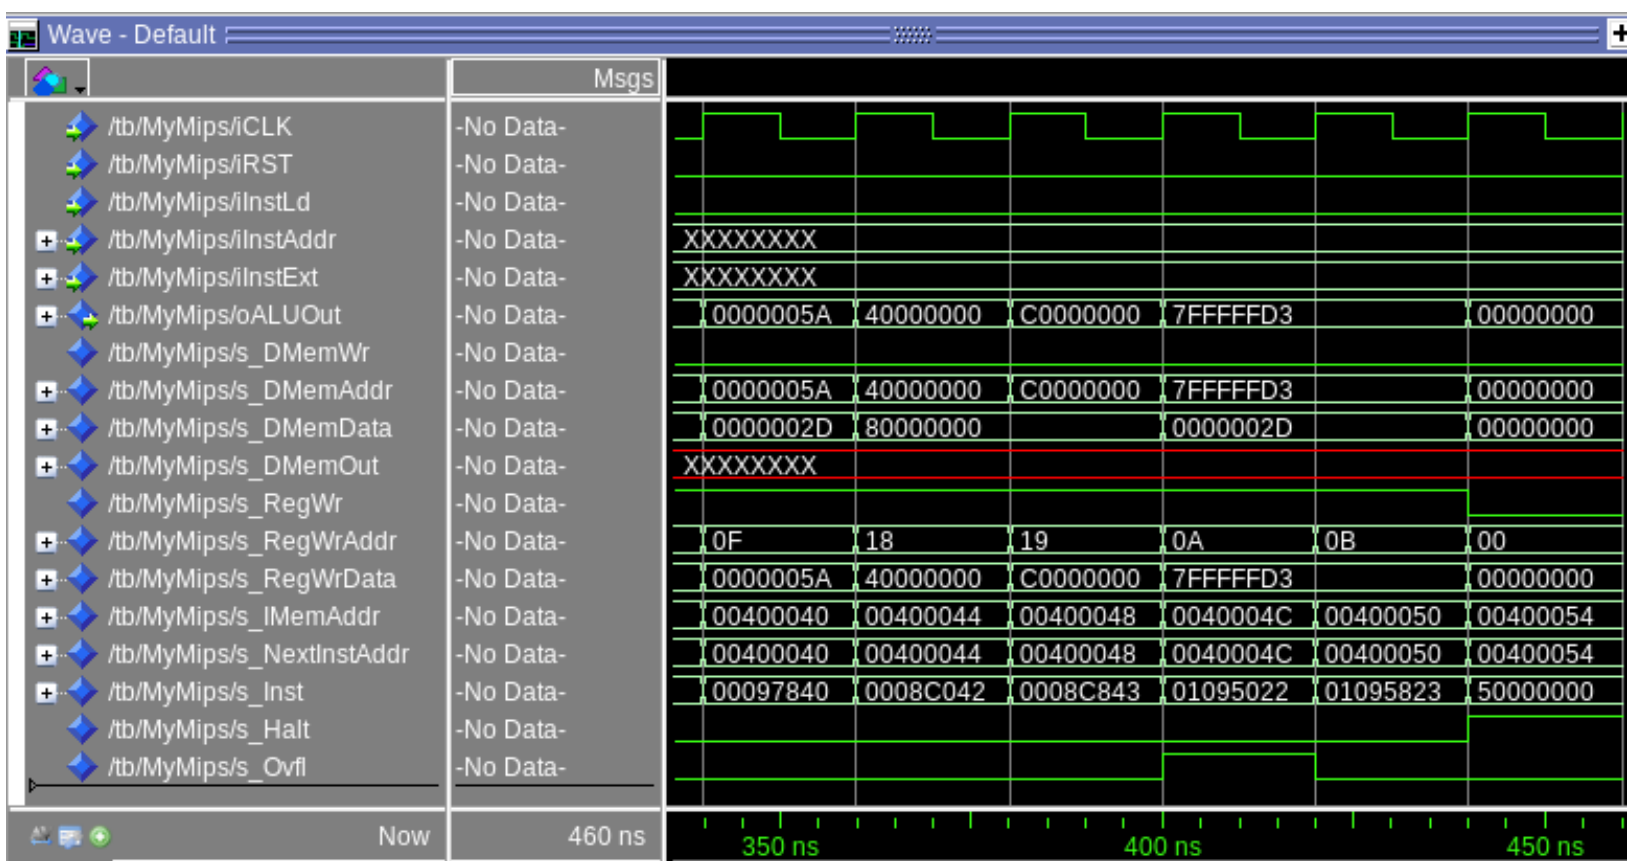 Wave - Default
Msgs
/tb/MyMips/iCLK -No Data-
/tb/MyMips/iRST -No Data-
/tb/MyMips/iInstLd -No Data-
/tb/MyMips/iInstAddr -No Data- XXXXXXXX
/tb/MyMips/iInstExt -No Data- XXXXXXXX
/tb/MyMips/oALUOut -No Data- 0000005A 40000000 C0000000 7FFFFFD3 00000000
/tb/MyMips/s_DMemWr -No Data-
/tb/MyMips/s_DMemAddr -No Data- 0000005A 40000000 C0000000 7FFFFFD3 00000000
/tb/MyMips/s_DMemData -No Data- 0000002D 80000000 0000002D 00000000
/tb/MyMips/s_DMemOut -No Data- XXXXXXXX
/tb/MyMips/s_RegWr -No Data-
/tb/MyMips/s_RegWrAddr -No Data- 0F 18 19 0A 0B 00
/tb/MyMips/s_RegWrData -No Data- 0000005A 40000000 C0000000 7FFFFFD3 00000000
/tb/MyMips/s_IMemAddr -No Data- 00400040 00400044 00400048 0040004C 00400050 00400054
/tb/MyMips/s_NextInstAddr -No Data- 00400040 00400044 00400048 0040004C 00400050 00400054
/tb/MyMips/s_Inst -No Data- 00097840 0008C042 0008C843 01095022 01095823 50000000
/tb/MyMips/s_Halt -No Data-
/tb/MyMips/s_Ovfl -No Data-
Now 460 ns 350 ns 400 ns 450 ns